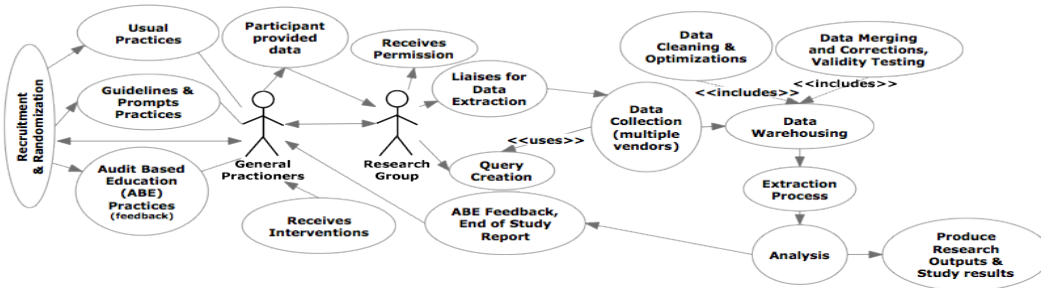 Recruitment
& Randomization
Usual
Practices
Guidelines &
Prompts
Practices
Audit Based
Education
(ABE)
Practices
(feedback)
Participant
provided
data
General
Practioners
Receives
Interventions
Receives
Permission
Research
Group
Liaises for
Data
Extraction
<<uses>>
Query
Creation
ABE Feedback,
End of Study
Report
Data
Collection
(multiple
vendors)
Data
Cleaning &
Optimizations
Data Merging
and Corrections,
Validity Testing
<<includes>>
<<includes>>
Data
Warehousing
Extraction
Process
Analysis
Produce
Research
Outputs &
Study results